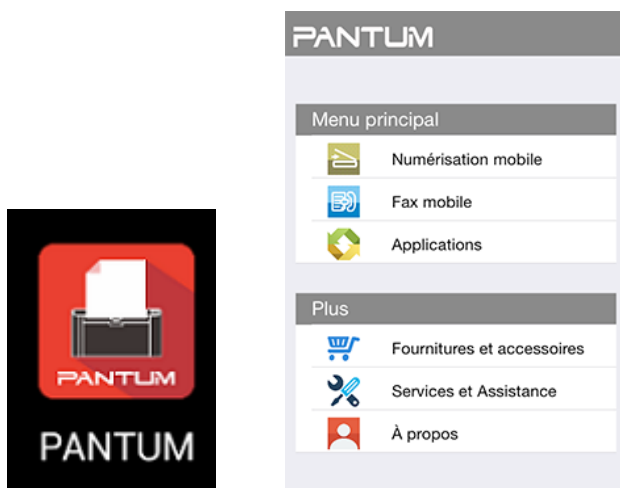 PANTUM
PANTUM
PANTUM
Menu principal
Numérisation mobile
Fax mobile
Applications
Plus
Fournitures et accessoires
Services et Assistance
À propos